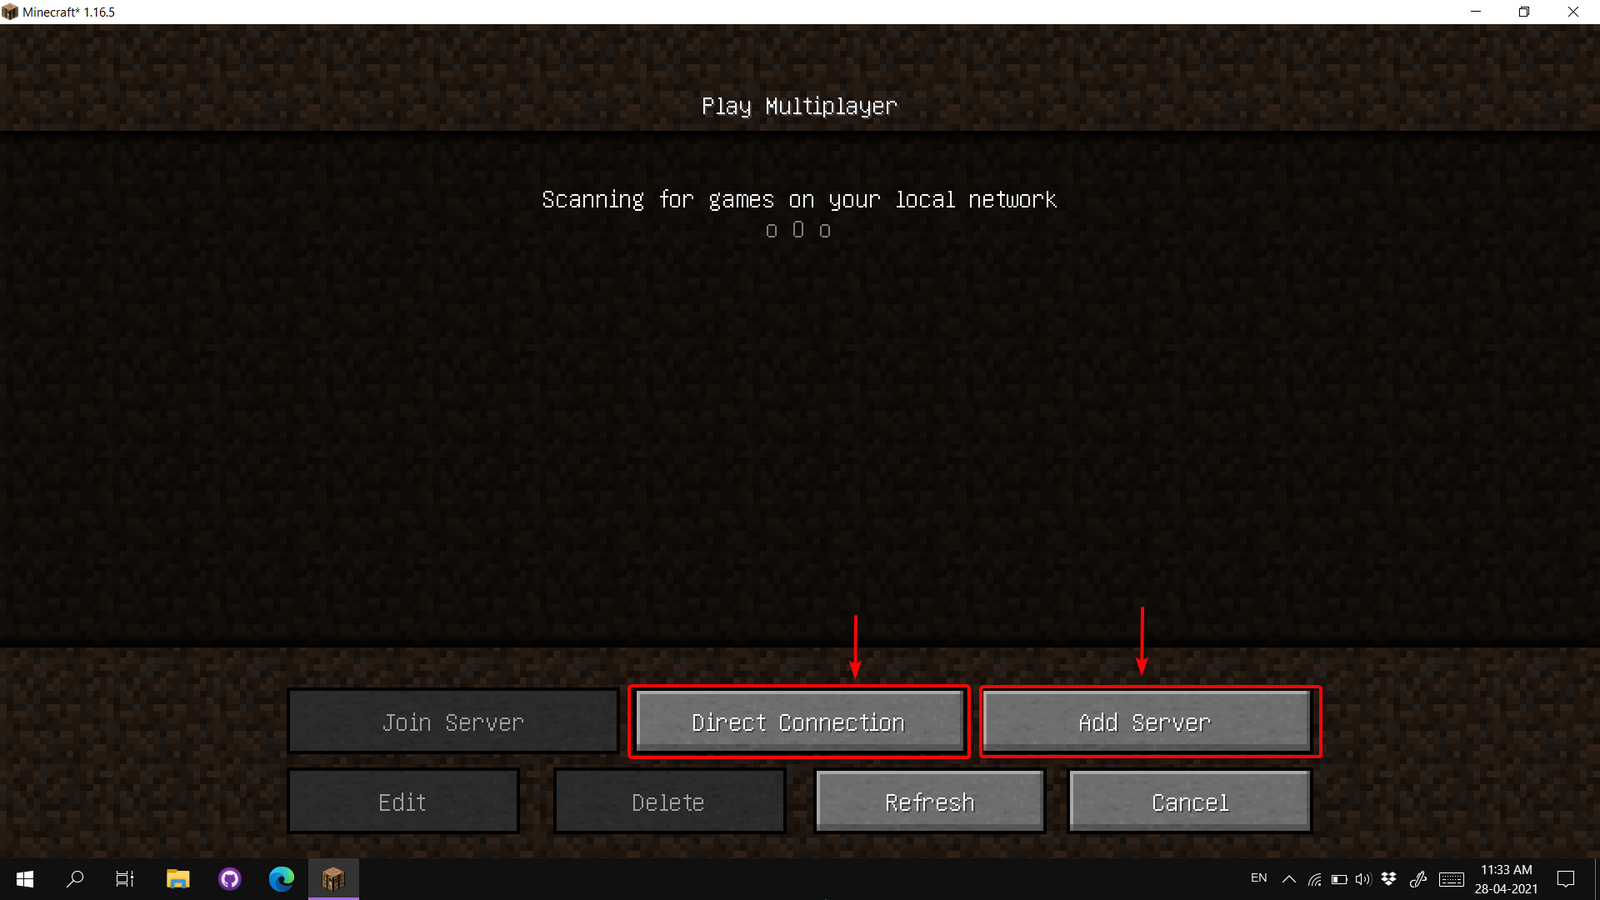 Minecraft* 1.16.5
Play Multiplayer
Scanning for games on your local network
o O o
Join Server
Direct Connection
Add Server
Edit
Delete
Refresh
Cancel
EN
11:33 AM
28-04-2021